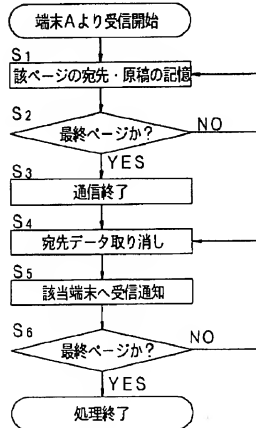 端末Aより受信開始
S1
該ページの宛先・原稿の記憶
S2
最終ページか?
NO
YES
S3
通信終了
S4
宛先データ取り消し
S5
該当端末へ受信通知
S6
最終ページか?
NO
YES
処理終了